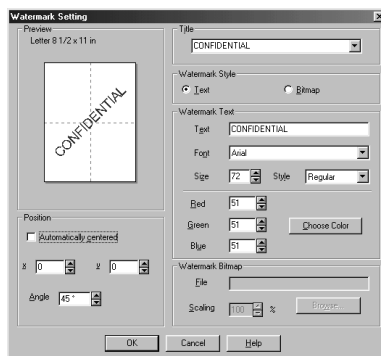 Watermark Setting
Preview
Letter 8 1/2 x 11 in
CONFIDENTIAL
Position
Automatically centered
x 0 y 0
Angle 45 °
Title
CONFIDENTIAL
Watermark Style
Text Bitmap
Watermark Text
Text CONFIDENTIAL
Font Arial
Size 72 Style Regular
Red 51
Green 51 Choose Color
Blue 51
Watermark Bitmap
File
Scaling 100 % Browse...
OK Cancel Help